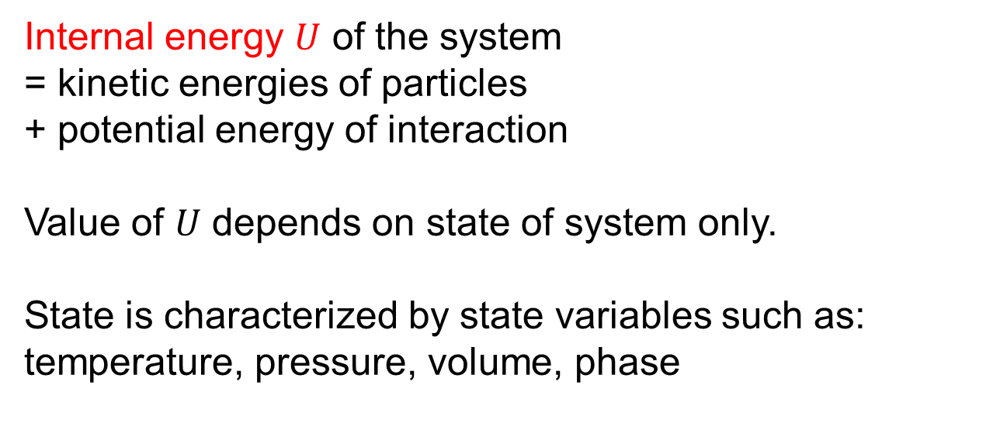 Internal energy U of the system
= kinetic energies of particles
+ potential energy of interaction
Value of U depends on state of system only.
State is characterized by state variables such as:
temperature, pressure, volume, phase